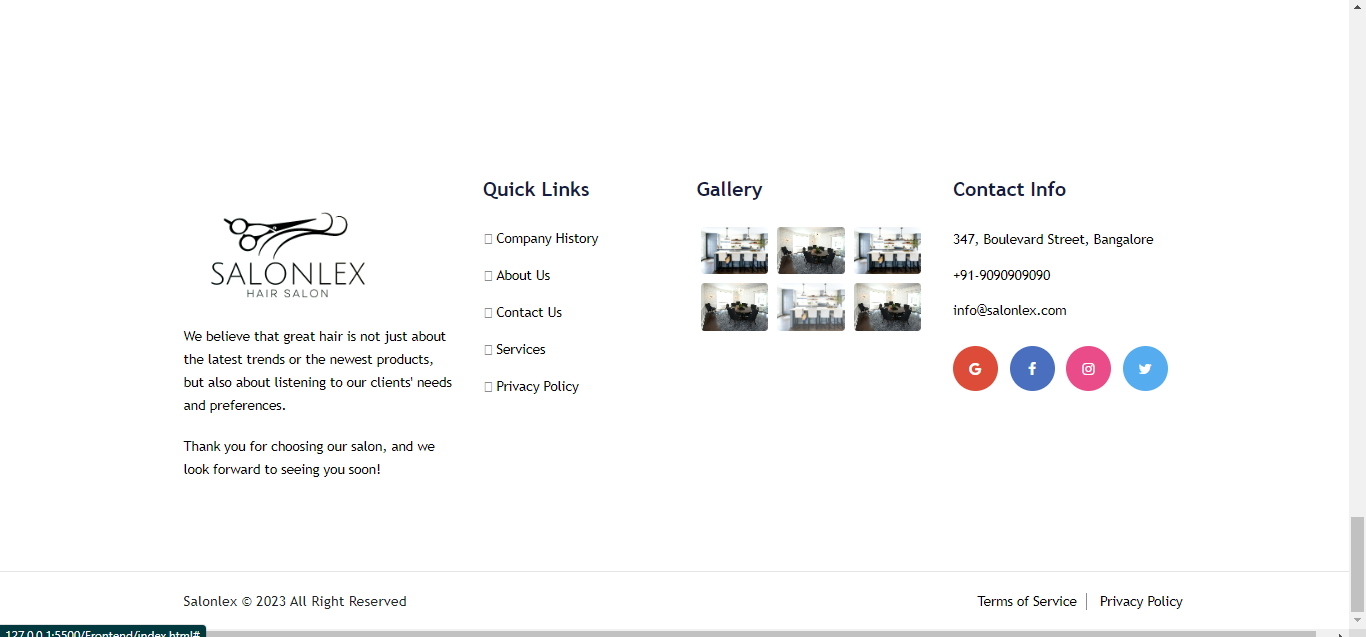 SALONLEX
HAIR SALON
We believe that great hair is not just about
the latest trends or the newest products,
but also about listening to our clients' needs
and preferences.
Thank you for choosing our salon, and we
look forward to seeing you soon!
Quick Links
Company History
About Us
Contact Us
Services
Privacy Policy
Gallery
Contact Info
347, Boulevard Street, Bangalore
+91-9090909090
info@salonlex.com
Salonlex © 2023 All Right Reserved
Terms of Service
Privacy Policy
127.0.0.1:5500/Frontend/index.html#